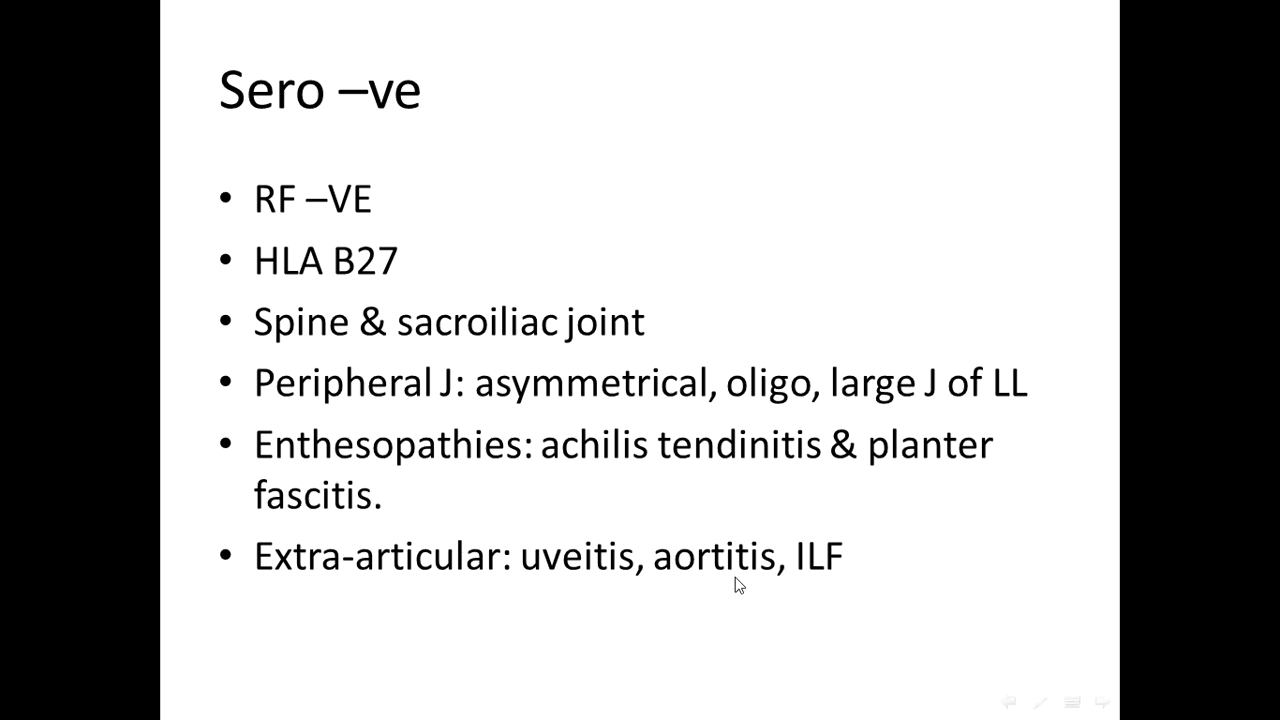 Sero –ve
• RF –VE
• HLA B27
• Spine & sacroiliac joint
• Peripheral J: asymmetrical, oligo, large J of LL
• Enthesopathies: achilis tendinitis & planter
fascitis.
• Extra-articular: uveitis, aortitis, ILF